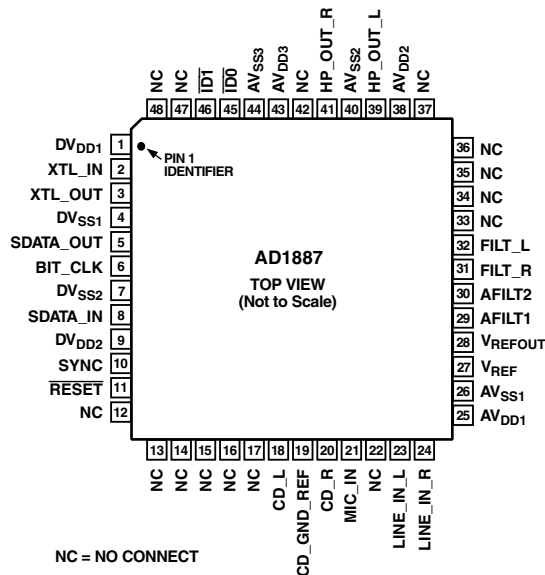 NC
NC
ID1
ID0
AVSS3
AVDD3
NC
HP_OUT_R
AVSS2
HP_OUT_L
AVDD2
NC
48 47 46 45 44 43 42 41 40 39 38 37
DVDD1 1
XTL_IN 2
XTL_OUT 3
DVSS1 4
SDATA_OUT 5
BIT_CLK 6
DVSS2 7
SDATA_IN 8
DVDD2 9
SYNC 10
RESET 11
NC 12
PIN 1
IDENTIFIER
AD1887
TOP VIEW
(Not to Scale)
36 NC
35 NC
34 NC
33 NC
32 FILT_L
31 FILT_R
30 AFILT2
29 AFILT1
28 VREFOUT
27 VREF
26 AVSS1
25 AVDD1
13 14 15 16 17 18 19 20 21 22 23 24
NC
NC
NC
NC
NC
CD_L
CD_GND_REF
CD_R
MIC_IN
NC
LINE_IN_L
LINE_IN_R
NC = NO CONNECT